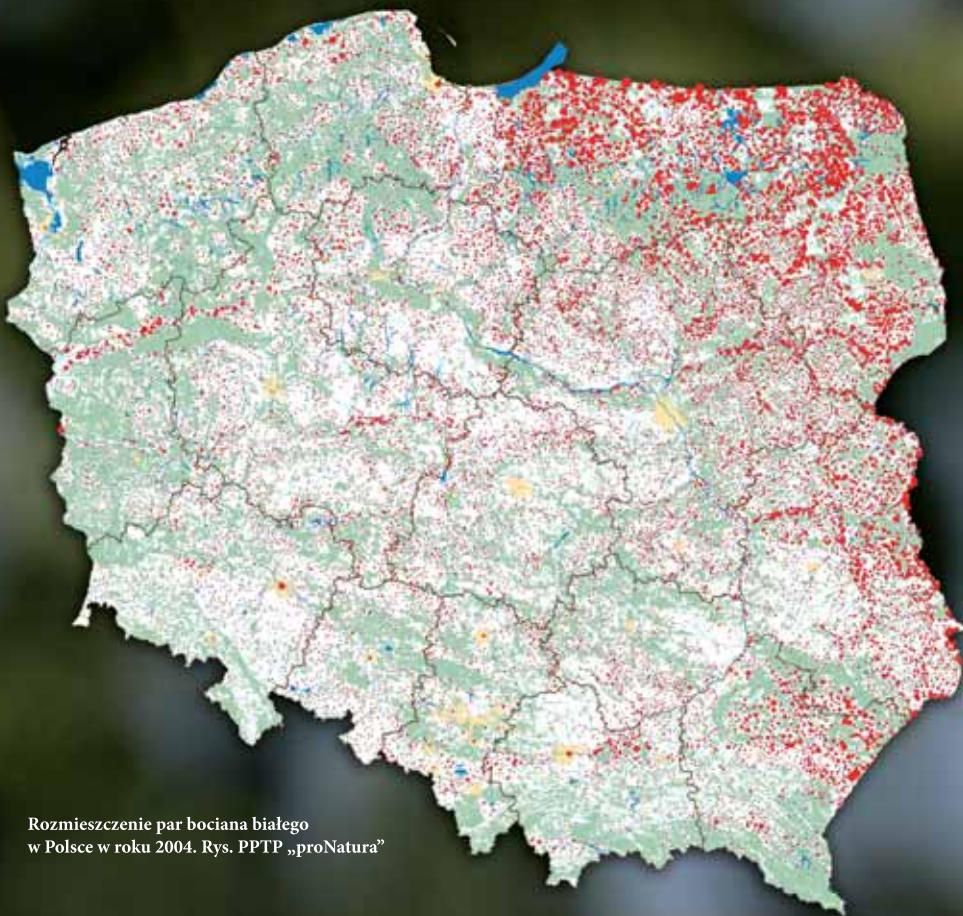 Rozmieszczenie par bociana białego
w Polsce w roku 2004. Rys. PPTP „proNatura”